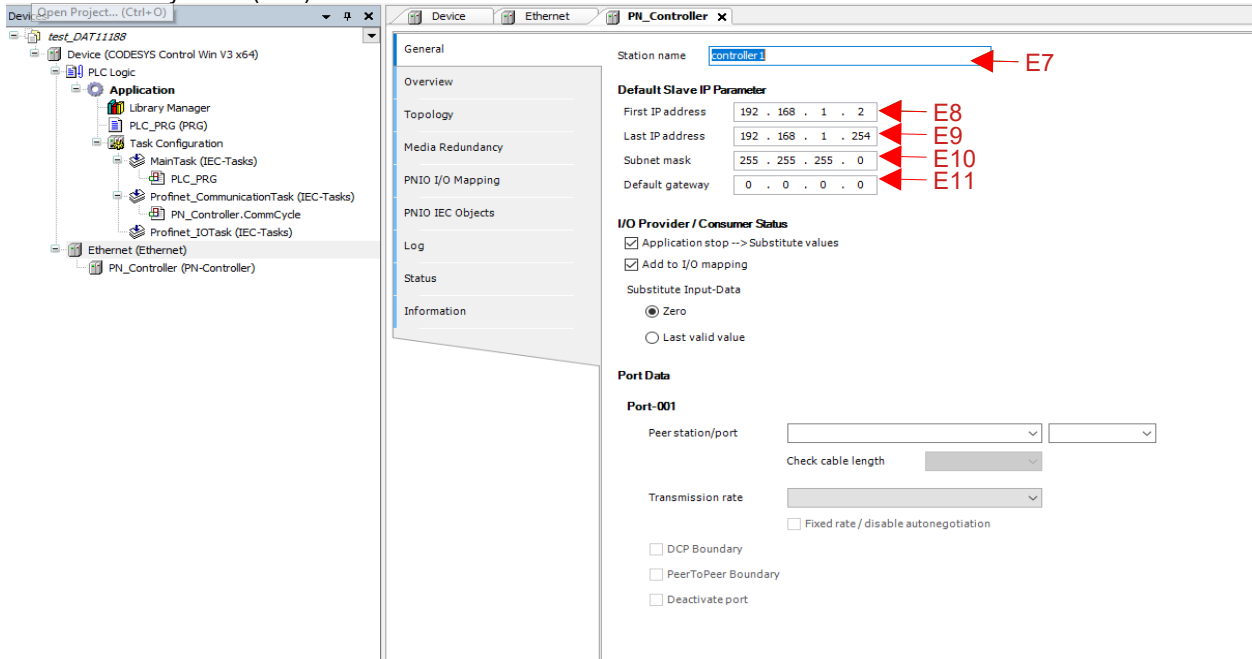 Devices
Open Project... (Ctrl+O)
test_DAT11188
Device (CODESYS Control Win V3 x64)
PLC Logic
Application
Library Manager
PLC_PRG (PRG)
Task Configuration
MainTask (IEC-Tasks)
PLC_PRG
Profinet_CommunicationTask (IEC-Tasks)
PN_Controller.CommCycle
Profinet_IOTask (IEC-Tasks)
Ethernet (Ethernet)
PN_Controller (PN-Controller)
Device Ethernet PN_Controller
General
Overview
Topology
Media Redundancy
PNIO I/O Mapping
PNIO IEC Objects
Log
Status
Information
Station name controller1 E7
Default Slave IP Parameter
First IP address 192 . 168 . 1 . 2 E8
Last IP address 192 . 168 . 1 . 254 E9
Subnet mask 255 . 255 . 255 . 0 E10
Default gateway 0 . 0 . 0 . 0 E11
I/O Provider / Consumer Status
Application stop --> Substitute values
Add to I/O mapping
Substitute Input-Data
Zero
Last valid value
Port Data
Port-001
Peer station/port
Check cable length
Transmission rate
Fixed rate / disable autonegotiation
DCP Boundary
PeerToPeer Boundary
Deactivate port